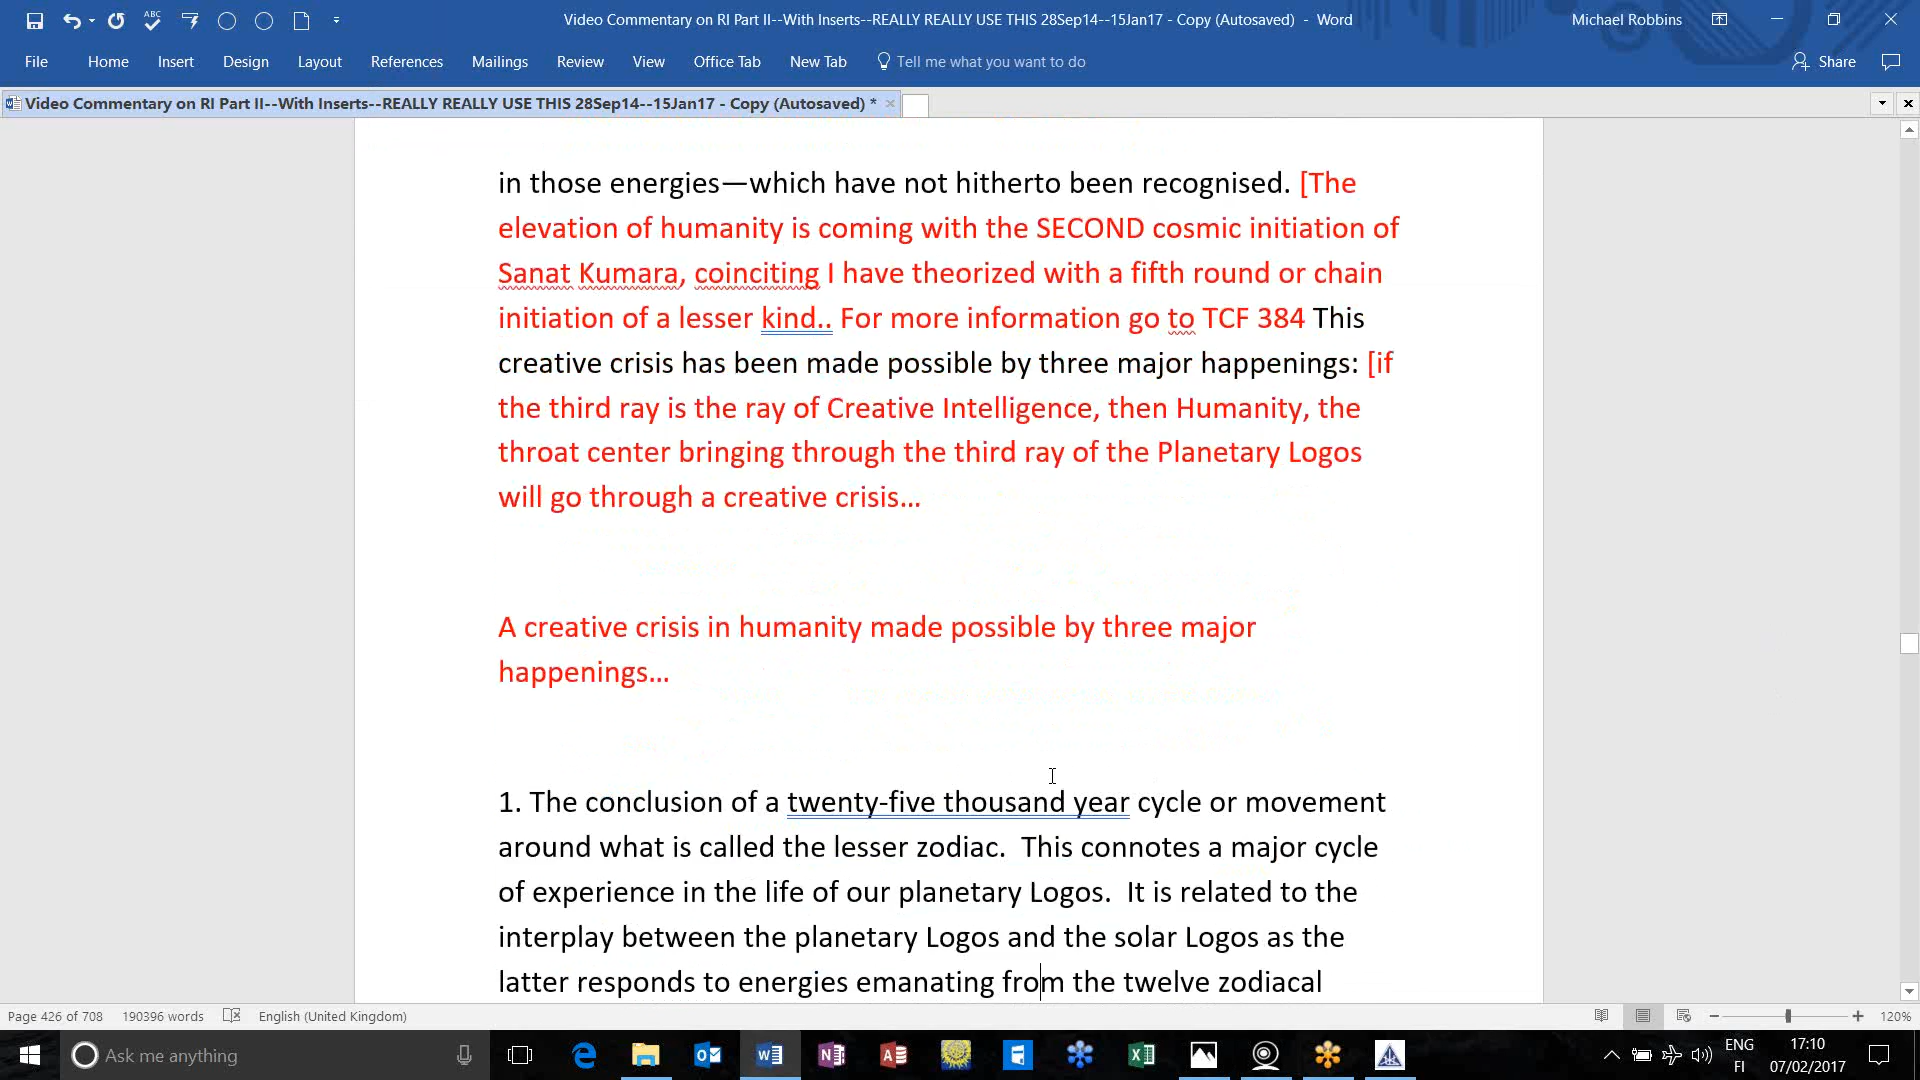 ABC
Video Commentary on RI Part II--With Inserts--REALLY REALLY USE THIS 28Sep14--15Jan17 - Copy (Autosaved) - Word
Michael Robbins
File Home Insert Design Layout References Mailings Review View Office Tab New Tab Tell me what you want to do Share
Video Commentary on RI Part II--With Inserts--REALLY REALLY USE THIS 28Sep14--15Jan17 - Copy (Autosaved) *
in those energies—which have not hitherto been recognised. [The
elevation of humanity is coming with the SECOND cosmic initiation of
Sanat Kumara, coinciting I have theorized with a fifth round or chain
initiation of a lesser kind.. For more information go to TCF 384 This
creative crisis has been made possible by three major happenings: [if
the third ray is the ray of Creative Intelligence, then Humanity, the
throat center bringing through the third ray of the Planetary Logos
will go through a creative crisis…
A creative crisis in humanity made possible by three major
happenings…
1. The conclusion of a twenty-five thousand year cycle or movement
around what is called the lesser zodiac.  This connotes a major cycle
of experience in the life of our planetary Logos.  It is related to the
interplay between the planetary Logos and the solar Logos as the
latter responds to energies emanating from the twelve zodiacal
Page 426 of 708 190396 words English (United Kingdom) 120%
Ask me anything
ENG 17:10
FI 07/02/2017